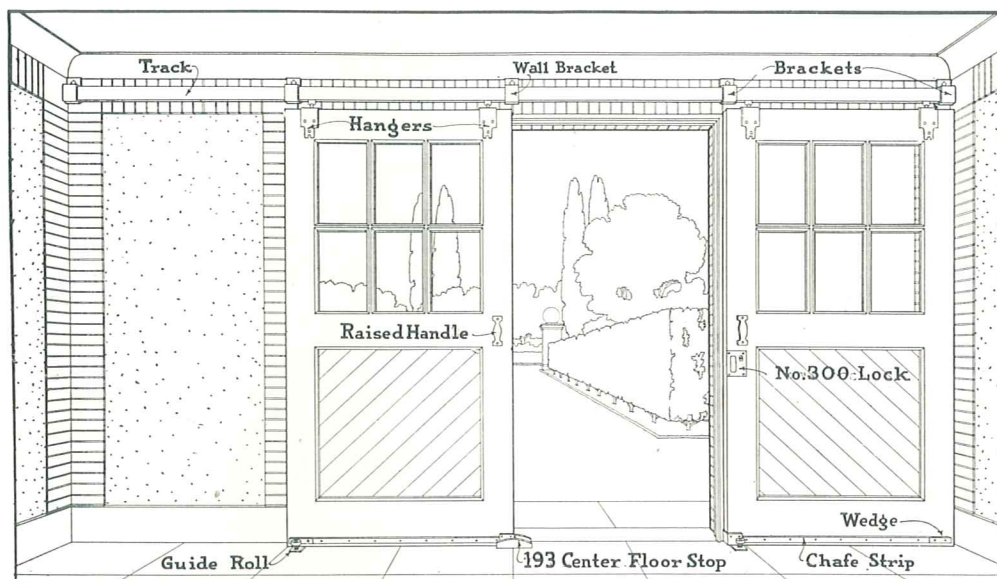 Track
Wall Bracket
Brackets
Hangers
Raised Handle
No. 300 Lock
Wedge
Guide Roll
193 Center Floor Stop
Chafe Strip